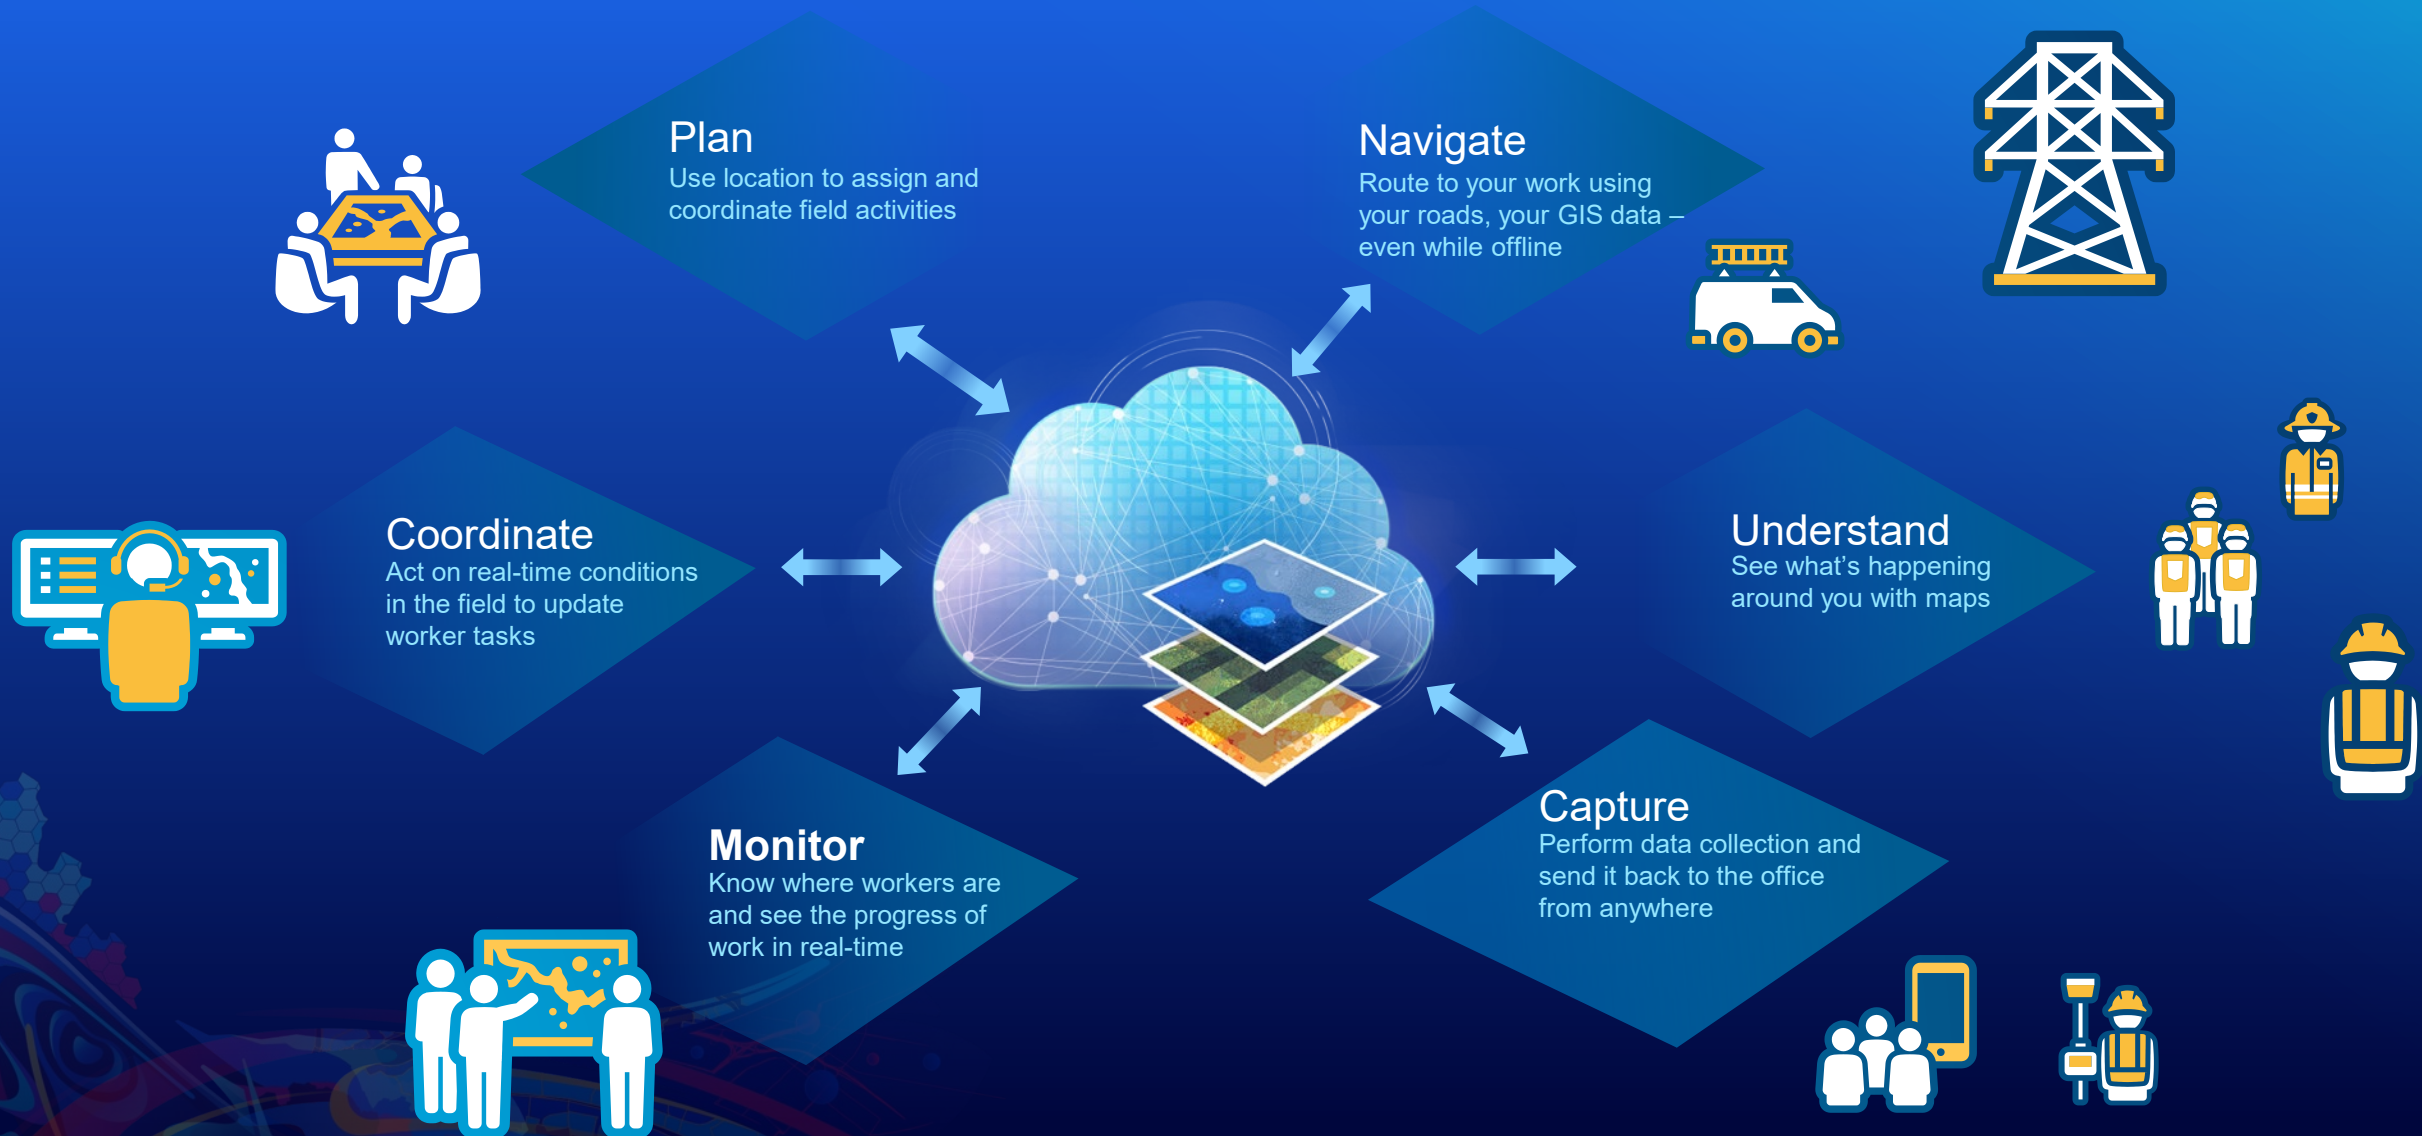 Plan
Use location to assign and
coordinate field activities
Navigate
Route to your work using
your roads, your GIS data –
even while offline
Coordinate
Act on real-time conditions
in the field to update
worker tasks
Understand
See what’s happening
around you with maps
Monitor
Know where workers are
and see the progress of
work in real-time
Capture
Perform data collection and
send it back to the office
from anywhere